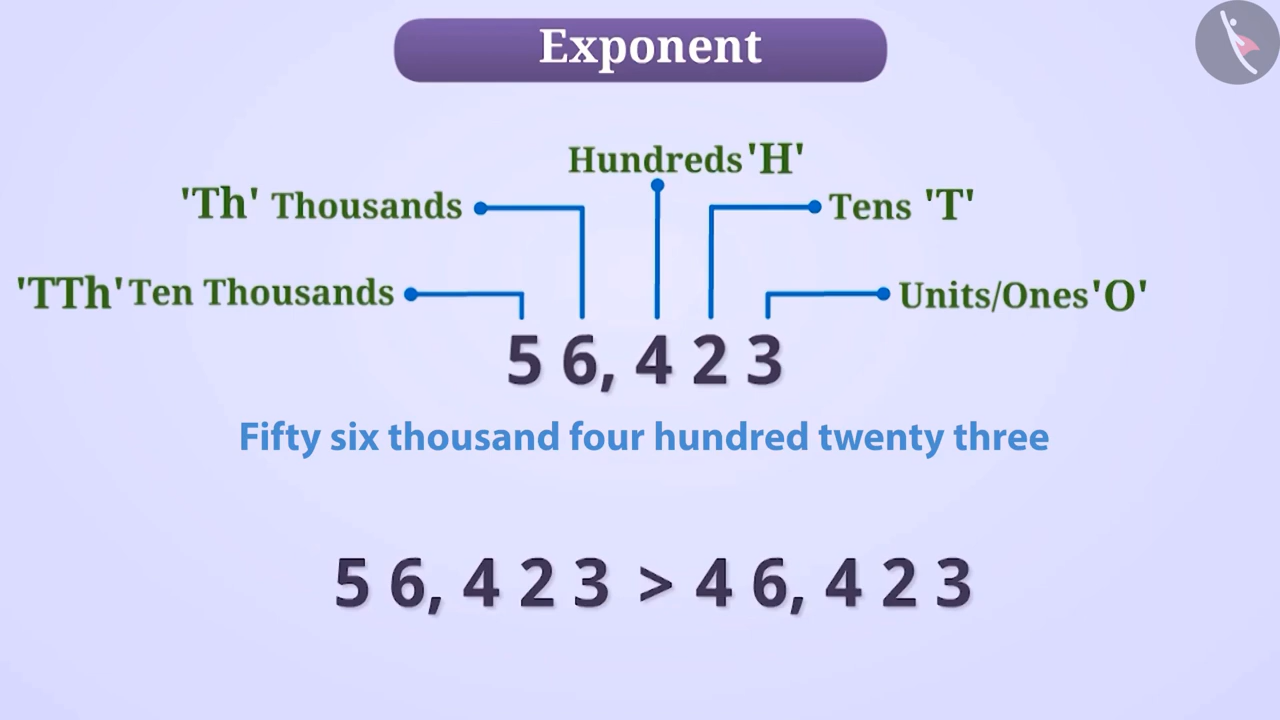 Exponent
Hundreds 'H'
'Th' Thousands
Tens 'T'
'TTh' Ten Thousands
Units/Ones 'O'
5 6, 4 2 3
Fifty six thousand four hundred twenty three
5 6, 4 2 3 > 4 6, 4 2 3